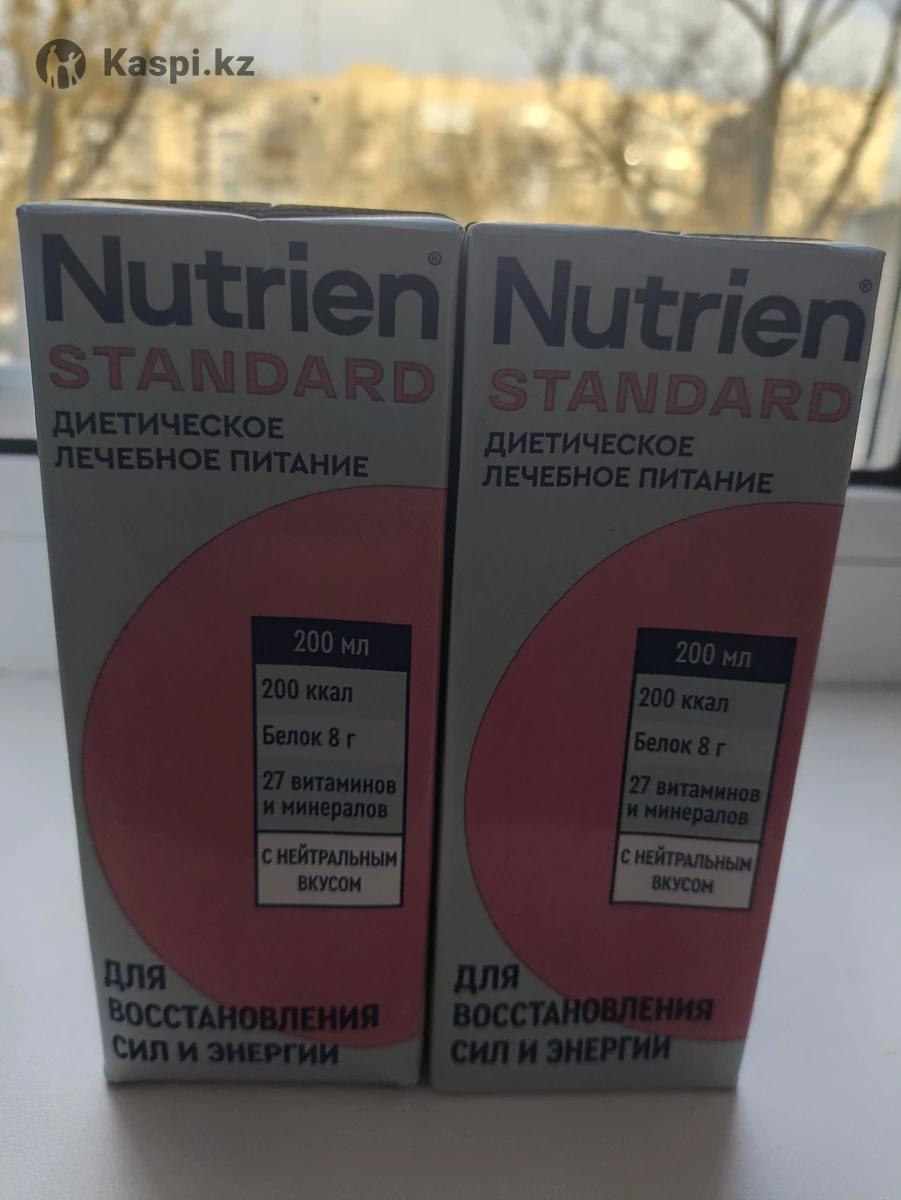 Kaspi.kz
Nutrien®
STANDARD
ДИЕТИЧЕСКОЕ
ЛЕЧЕБНОЕ ПИТАНИЕ
200 мл
200 ккал
Белок 8 г
27 витаминов
и минералов
С НЕЙТРАЛЬНЫМ
ВКУСОМ
ДЛЯ
ВОССТАНОВЛЕНИЯ
СИЛ И ЭНЕРГИИ
Nutrien®
STANDARD
ДИЕТИЧЕСКОЕ
ЛЕЧЕБНОЕ ПИТАНИЕ
200 мл
200 ккал
Белок 8 г
27 витаминов
и минералов
С НЕЙТРАЛЬНЫМ
ВКУСОМ
ДЛЯ
ВОССТАНОВЛЕНИЯ
СИЛ И ЭНЕРГИИ